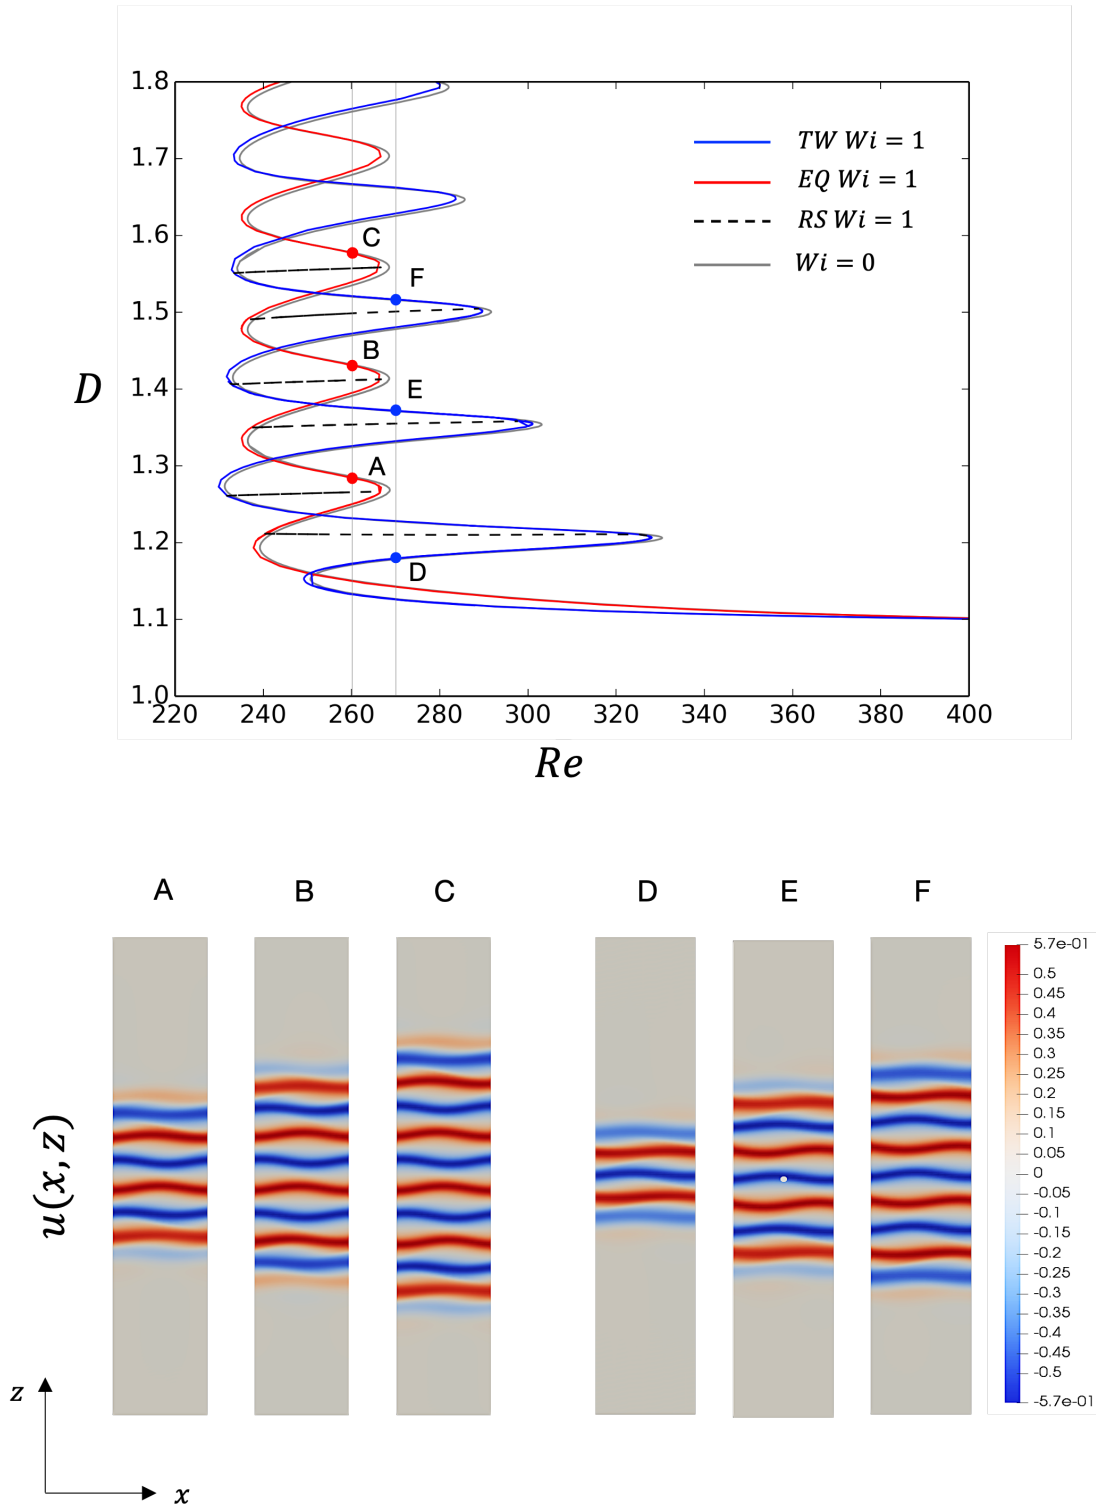 1.8
1.7
1.6
1.5
1.4
1.3
1.2
1.1
1.0
D
220 240 260 280 300 320 340 360 380 400
Re
TW Wi = 1
EQ Wi = 1
RS Wi = 1
Wi = 0
C
F
B
E
A
D
A B C D E F
u(x, z)
5.7e-01
0.5
0.45
0.4
0.35
0.3
0.25
0.2
0.15
0.1
0.05
0
-0.05
-0.1
-0.15
-0.2
-0.25
-0.3
-0.35
-0.4
-0.45
-0.5
-5.7e-01
z
x